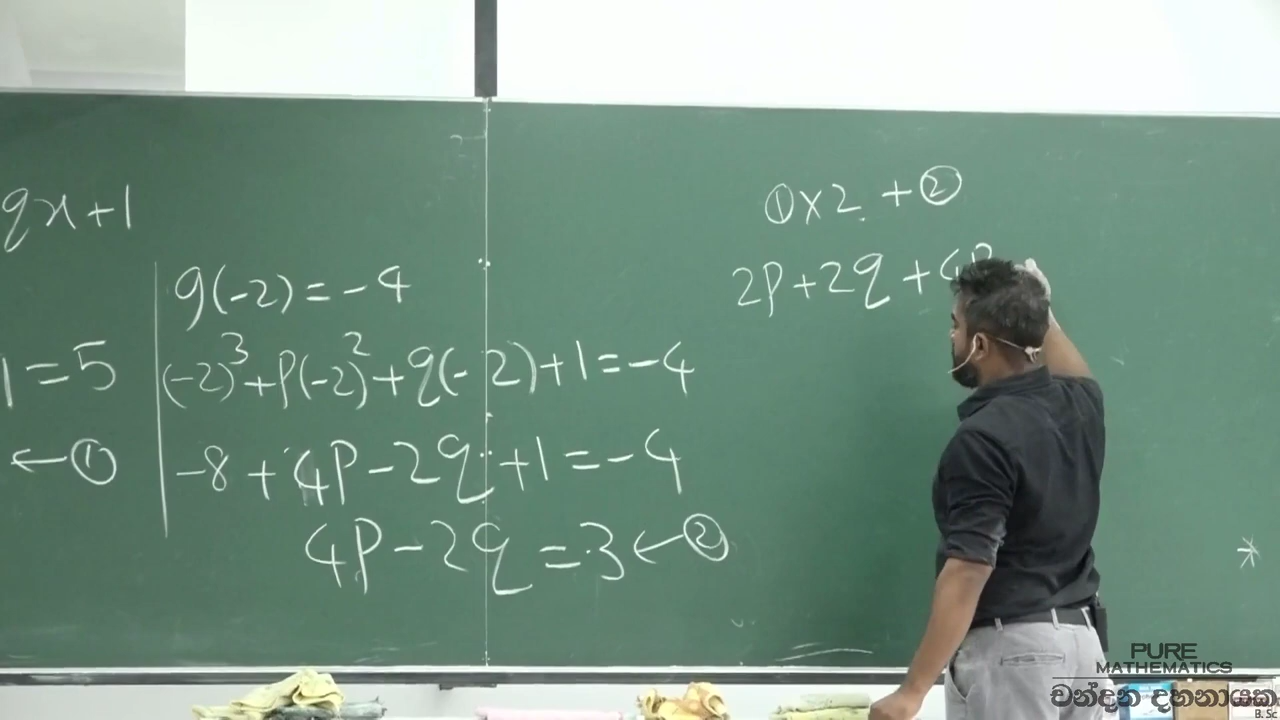 qx+1
1=5
←①
g(-2)=-4
(-2)³+p(-2)²+q(-2)+1=-4
-8+4p-2q+1=-4
4p-2q=3←②
①×2+②
2p+2q+4p
PURE
MATHEMATICS
චන්දන දහනායක
B.Sc